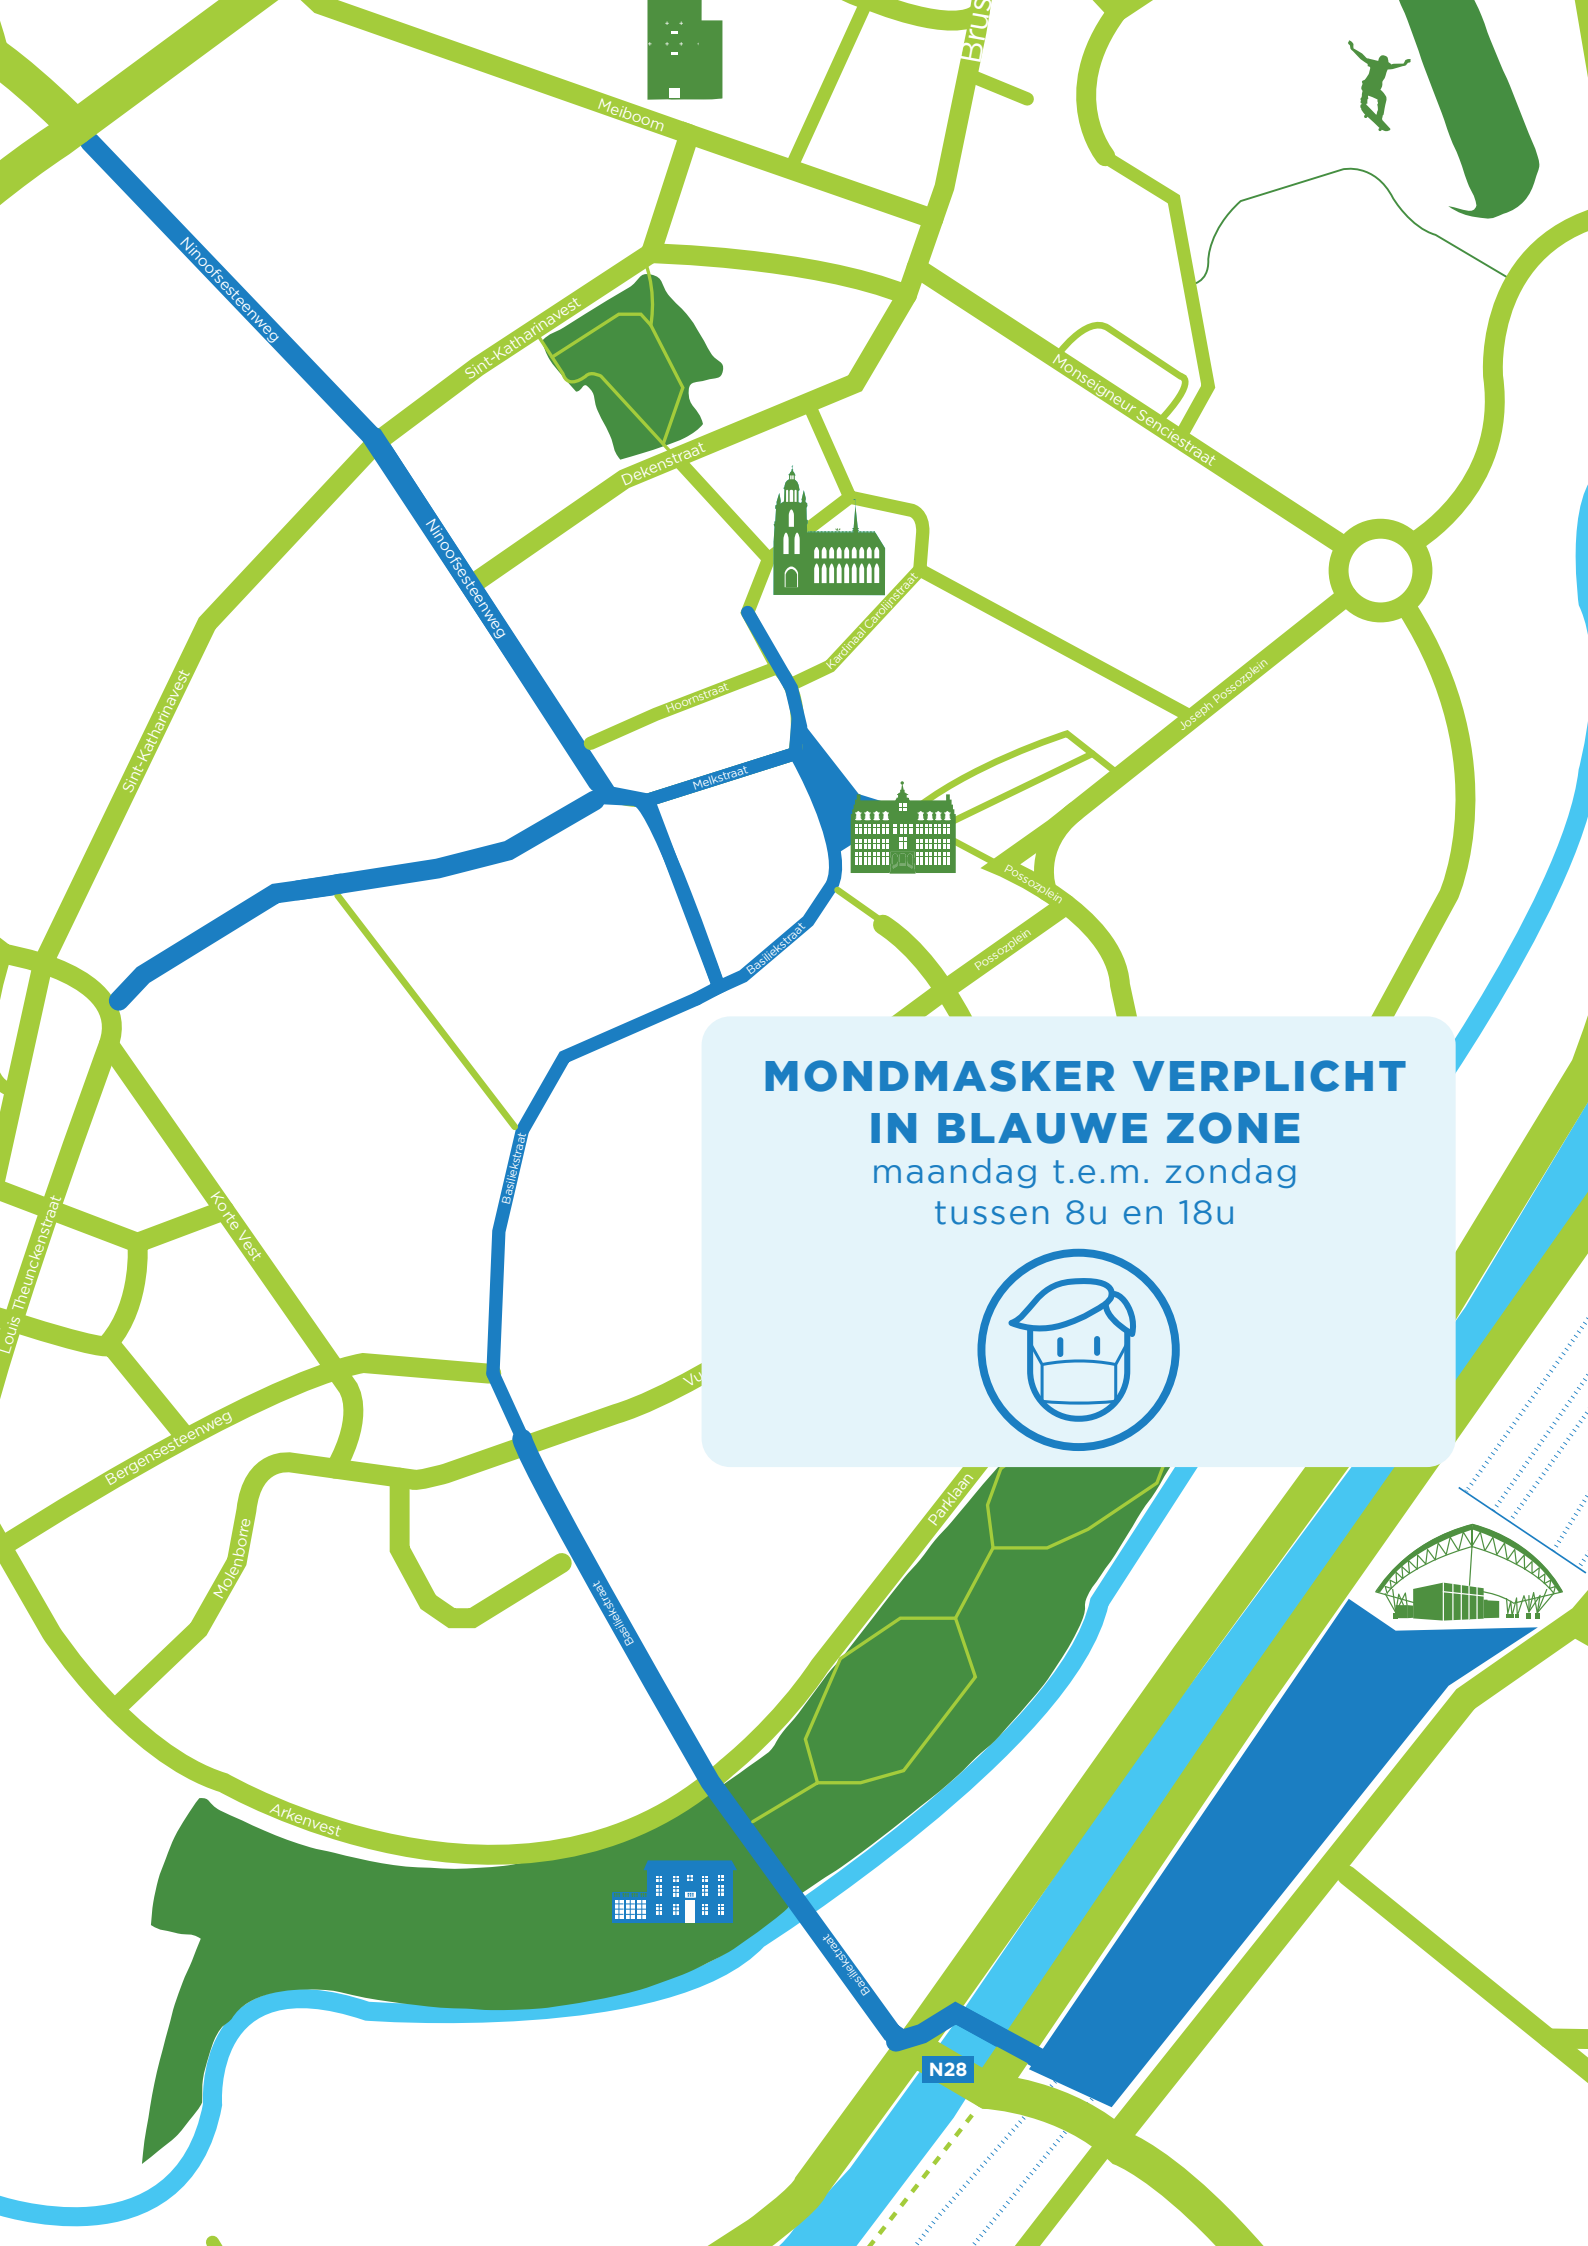 Brus
Meiboom
Ninoofsesteenweg
Sint-Katharinavest
Monseigneur Senciestraat
Dekenstraat
Ninoofsesteenweg
Kardinaal Carolijnstraat
Sint-Katharinavest
Hoornstraat
Joseph Possozplein
Melkstraat
Possozplein
Basiliekstraat
Possozplein
MONDMASKER VERPLICHT
IN BLAUWE ZONE
maandag t.e.m. zondag
tussen 8u en 18u
Basiliekstraat
Korte Vest
Louis Theunckenstraat
Vu
Bergensesteenweg
Parklaan
Molenborre
Basiliekstraat
Arkenvest
Basiliekstraat
N28